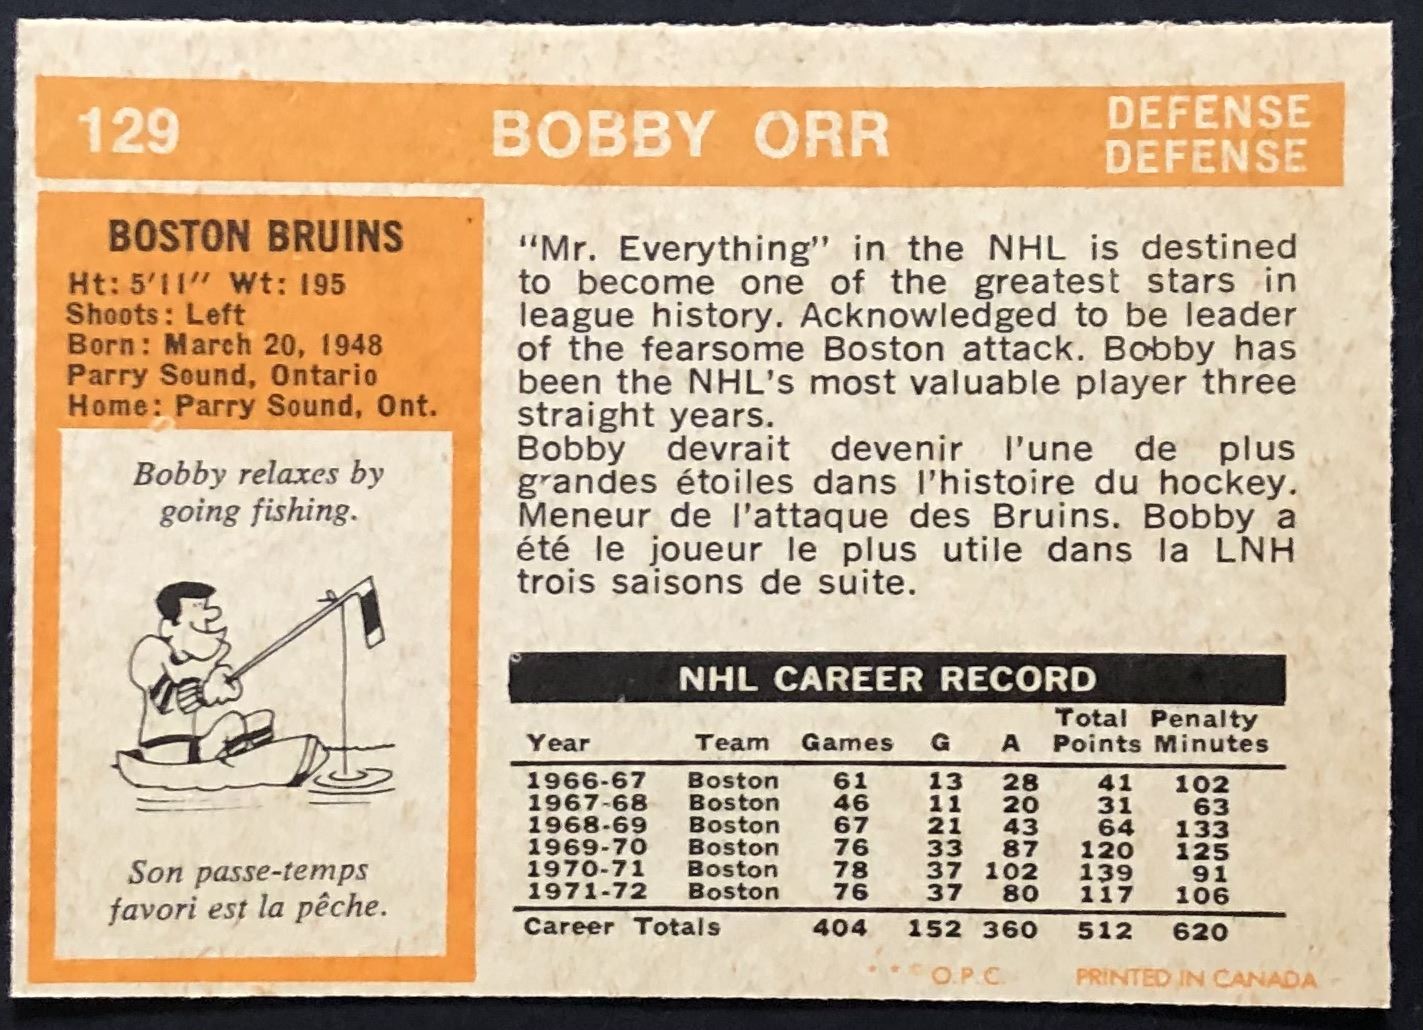 129 BOBBY ORR DEFENSE
DEFENSE
BOSTON BRUINS
Ht: 5'11" Wt: 195
Shoots: Left
Born: March 20, 1948
Parry Sound, Ontario
Home: Parry Sound, Ont.
Bobby relaxes by
going fishing.
Son passe-temps
favori est la pêche.
"Mr. Everything" in the NHL is destined
to become one of the greatest stars in
league history. Acknowledged to be leader
of the fearsome Boston attack. Bobby has
been the NHL's most valuable player three
straight years.
Bobby devrait devenir l'une de plus
grandes étoiles dans l'histoire du hockey.
Meneur de l'attaque des Bruins. Bobby a
été le joueur le plus utile dans la LNH
trois saisons de suite.
NHL CAREER RECORD
Total Penalty
Year Team Games G A Points Minutes
1966-67 Boston 61 13 28 41 102
1967-68 Boston 46 11 20 31 63
1968-69 Boston 67 21 43 64 133
1969-70 Boston 76 33 87 120 125
1970-71 Boston 78 37 102 139 91
1971-72 Boston 76 37 80 117 106
Career Totals 404 152 360 512 620
* * © O.P.C. PRINTED IN CANADA